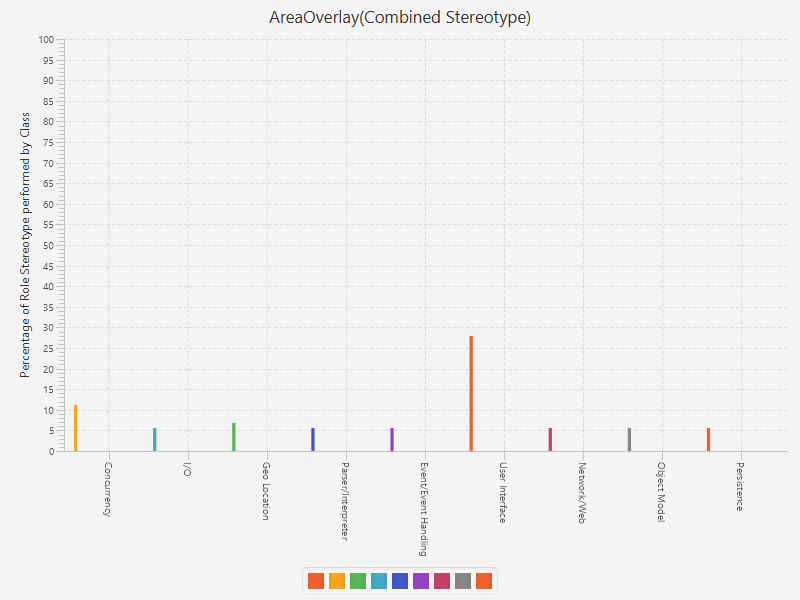 AreaOverlay(Combined Stereotype)
Percentage of Role Stereotype performed by Class
100
95
90
85
80
75
70
65
60
55
50
45
40
35
30
25
20
15
10
5
0
Concurrency
I/O
Geo Location
Parser/Interpreter
Event/Event Handling
User Interface
Network/Web
Object Model
Persistence